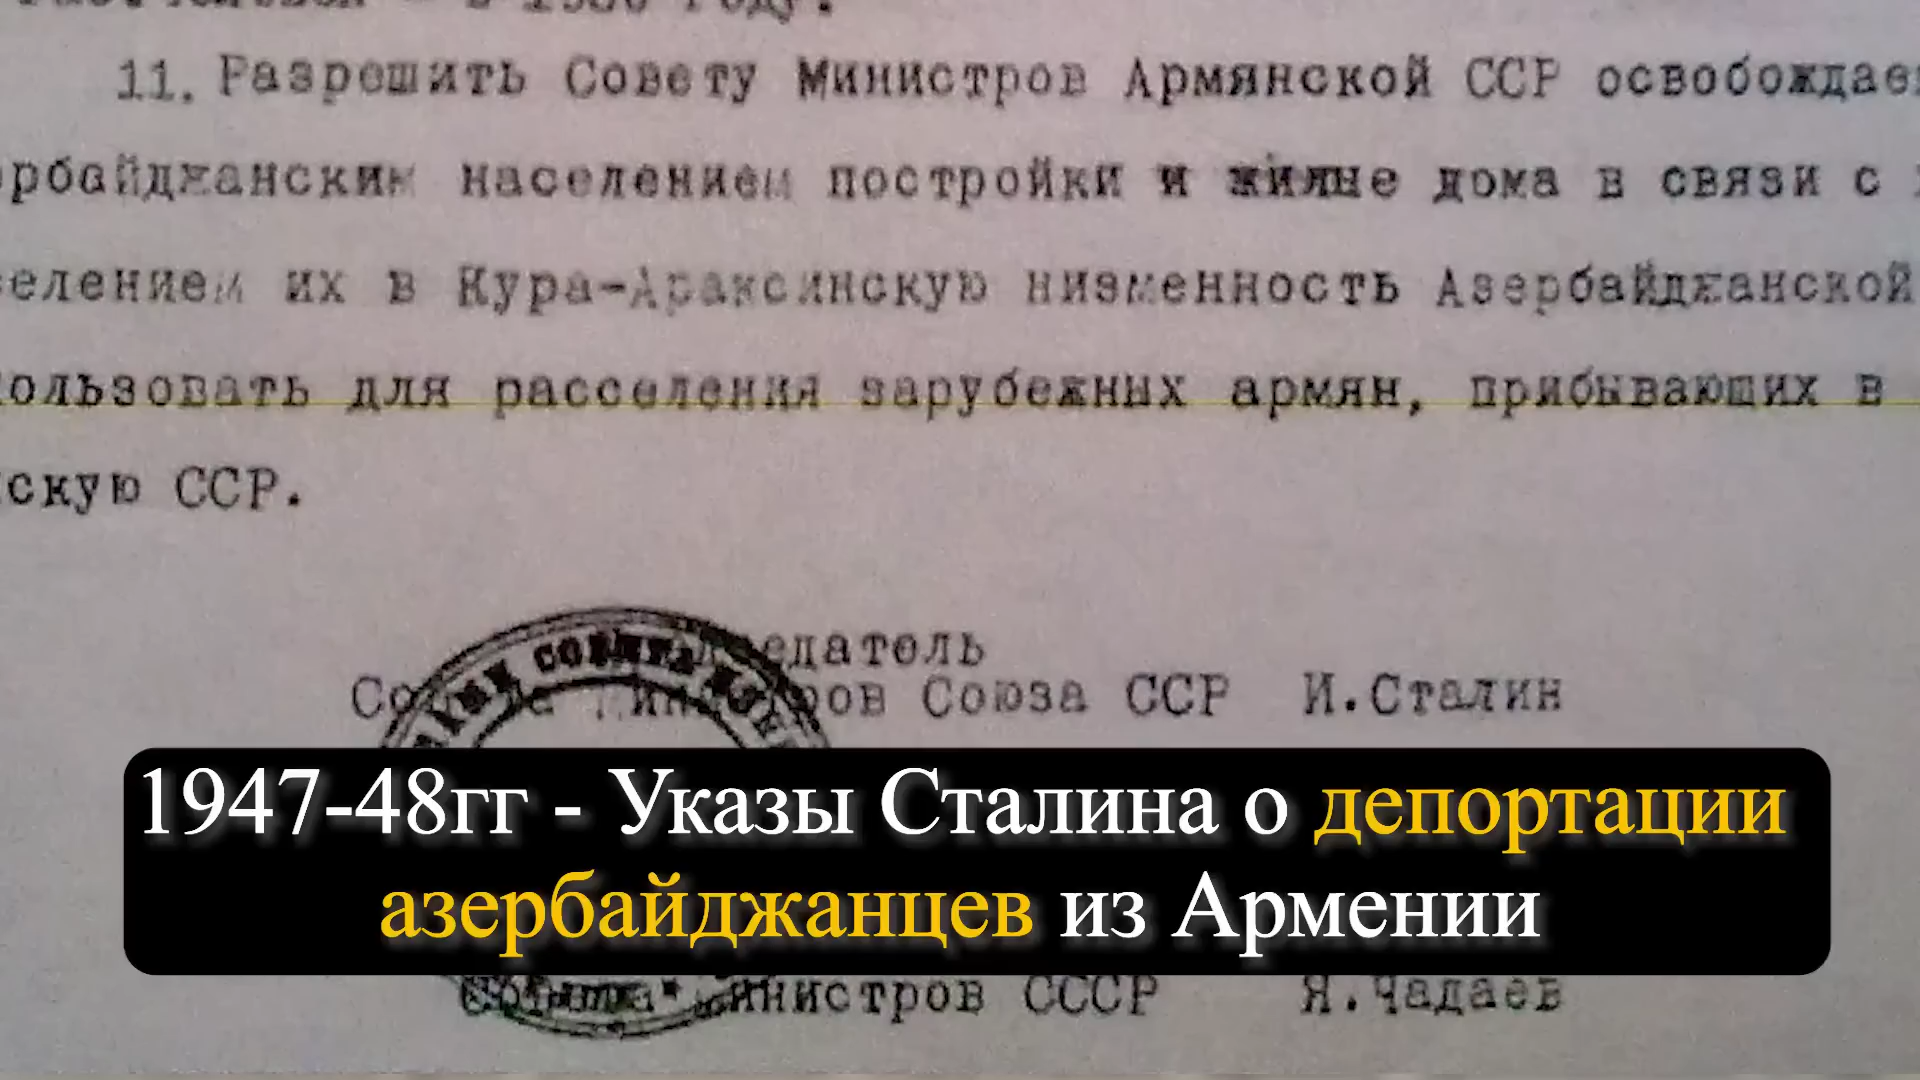 11. Разрешить Совету Министров Армянской ССР освобождае
рбайджанским населением постройки и жилые дома в связи с
елением их в Кура-Араксинскую низменность Азербайджанской
ользовать для расселения зарубежных армян, прибывающих в
скую ССР.
седатель
Совета Министров Союза ССР И.Сталин
1947-48гг - Указы Сталина о депортации
азербайджанцев из Армении
Министров СССР Я.Чадаев